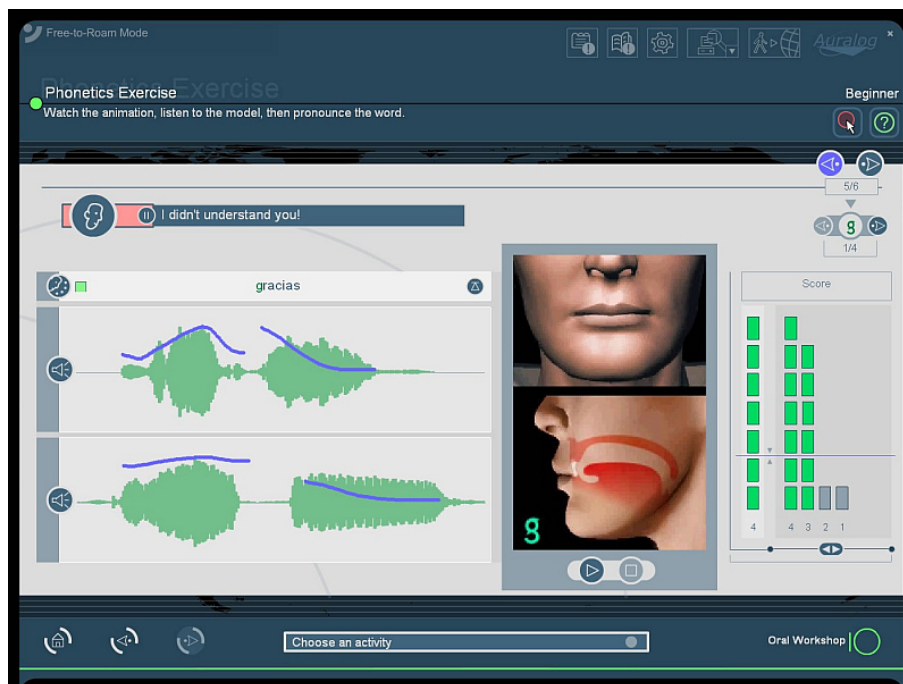 Free-to-Roam Mode
Auralog
Phonetics Exercise
Phonetics Exercise
Beginner
Watch the animation, listen to the model, then pronounce the word.
5/6
I didn't understand you!
g
1/4
gracias
Score
g
4 4 3 2 1
Choose an activity
Oral Workshop